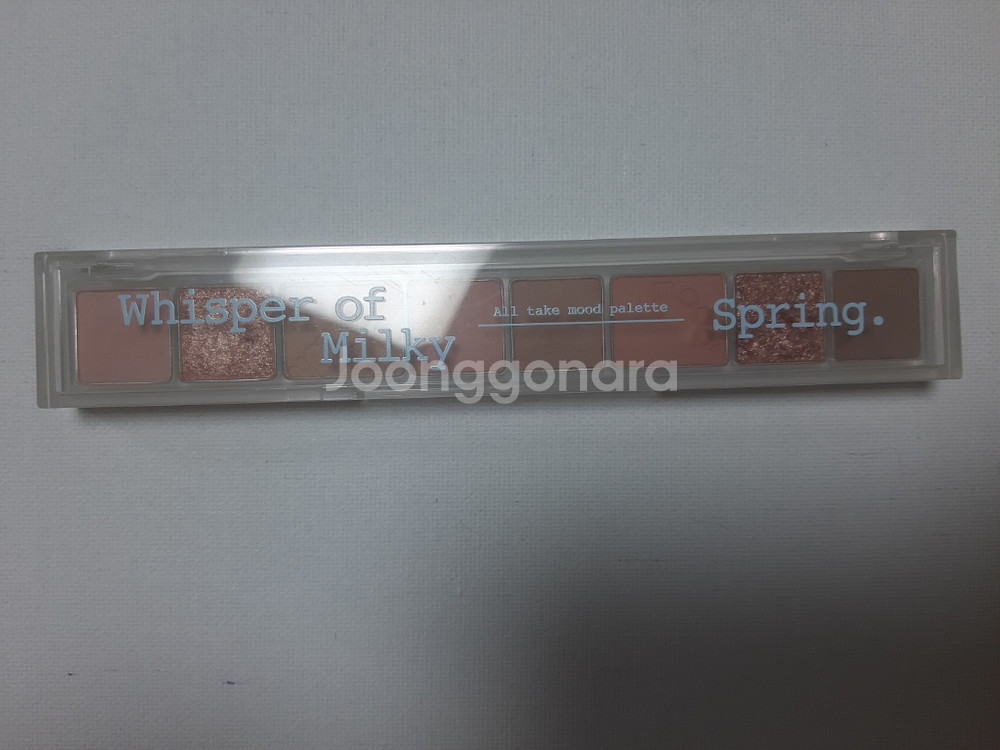 Whisper of
Milky
All take mood palette
Spring.
Joonggonara